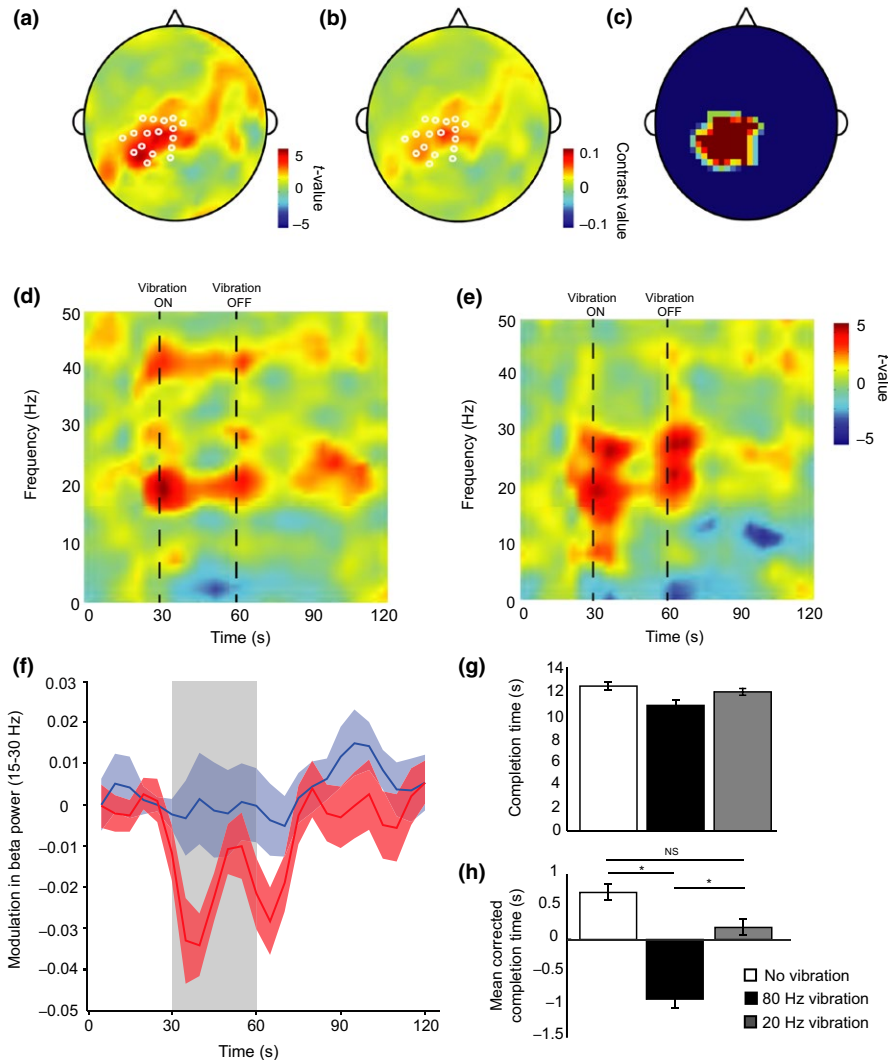 (a)
(b)
(c)
5
0
−5
t-value
0.1
0
−0.1
Contrast value
(d)
Vibration ON
Vibration OFF
50
40
30
20
10
0
Frequency (Hz)
0 30 60 90 120
Time (s)
(e)
Vibration ON
Vibration OFF
50
40
30
20
10
0
Frequency (Hz)
0 30 60 90 120
Time (s)
5
0
−5
t-value
(f)
0.03
0.02
0.01
0
−0.01
−0.02
−0.03
−0.04
−0.05
Modulation in beta power (15-30 Hz)
0 30 60 90 120
Time (s)
(g)
14
12
10
8
6
4
2
0
Completion time (s)
(h)
NS
*
*
1
0.5
0
−0.5
−1
−1.5
Mean corrected
completion time (s)
No vibration
80 Hz vibration
20 Hz vibration